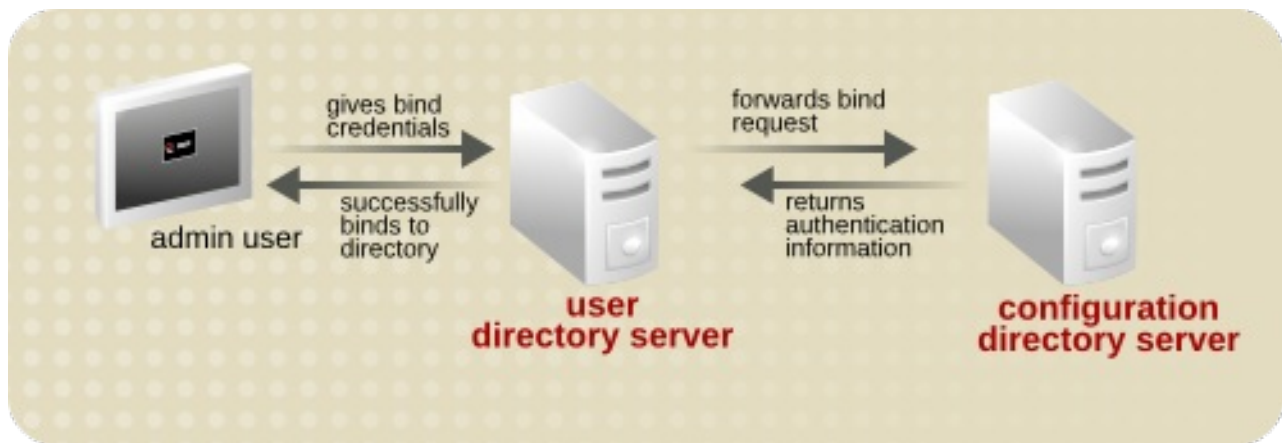 gives bind
credentials
forwards bind
request
successfully
binds to
directory
returns
authentication
information
admin user
user
directory server
configuration
directory server